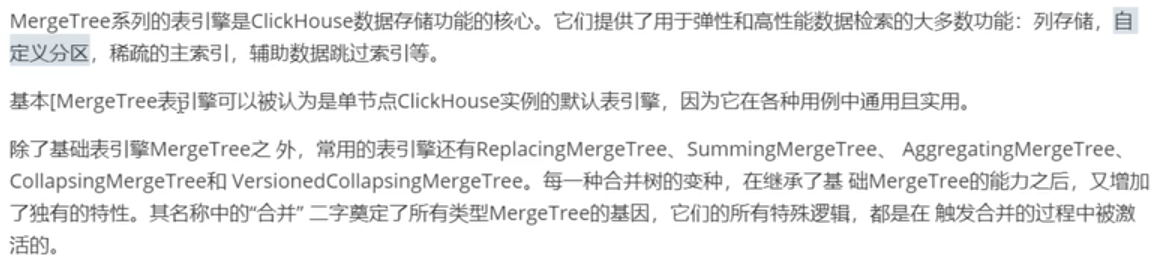 MergeTree系列的表引擎是ClickHouse数据存储功能的核心。它们提供了用于弹性和高性能数据检索的大多数功能：列存储，自
定义分区，稀疏的主索引，辅助数据跳过索引等。
基本[MergeTree表引擎可以被认为是单节点ClickHouse实例的默认表引擎，因为它在各种用例中通用且实用。
除了基础表引擎MergeTree之 外，常用的表引擎还有ReplacingMergeTree、SummingMergeTree、 AggregatingMergeTree、
CollapsingMergeTree和 VersionedCollapsingMergeTree。每一种合并树的变种，在继承了基 础MergeTree的能力之后，又增加
了独有的特性。其名称中的“合并” 二字奠定了所有类型MergeTree的基因，它们的所有特殊逻辑，都是在 触发合并的过程中被激
活的。